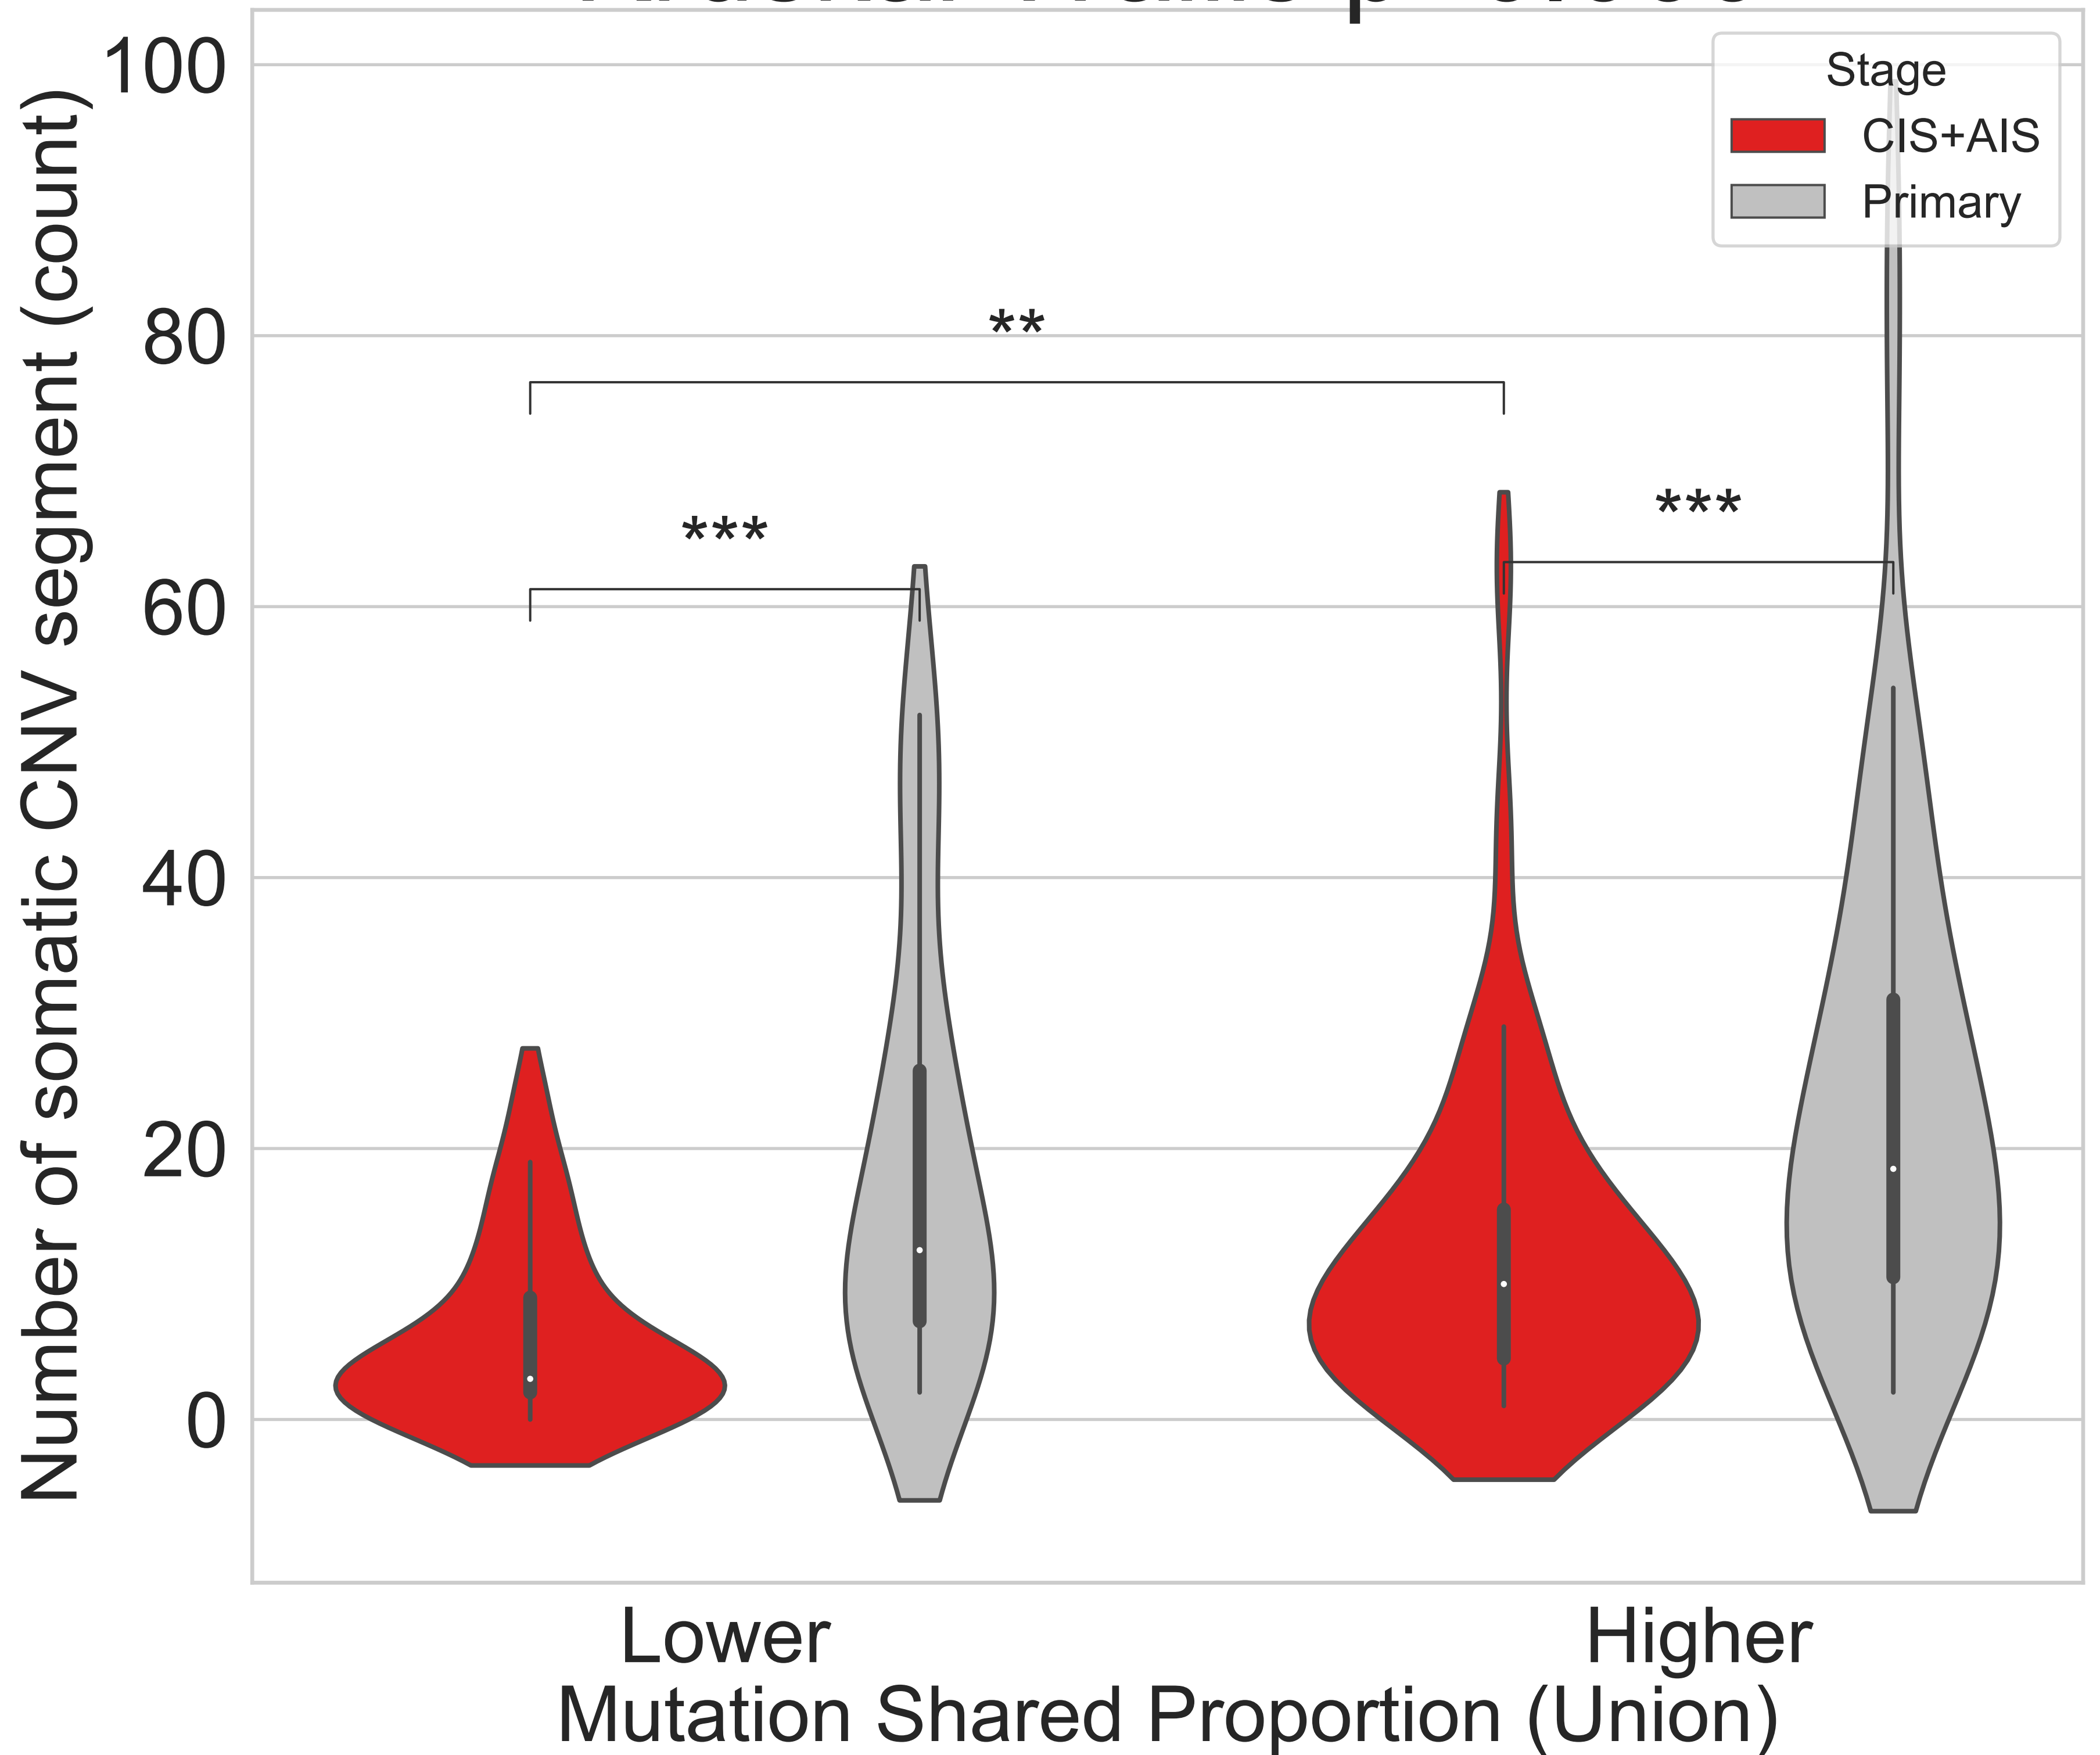 Stage
CIS+AIS
Primary
Number of somatic CNV segment (count)
100
80
60
40
20
0
**
***
***
Lower
Higher
Mutation Shared Proportion (Union)